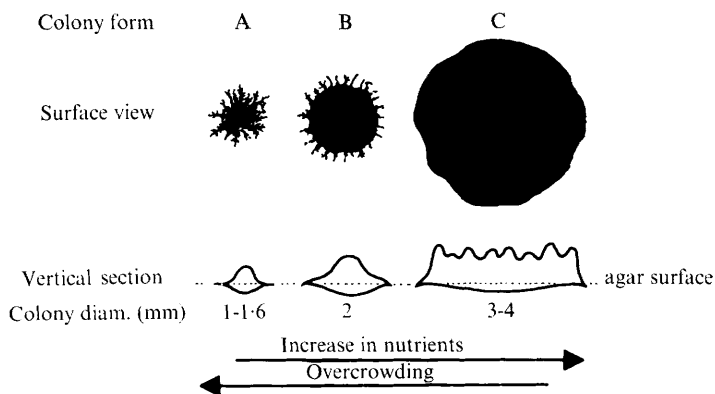 Colony form A B C
Surface view
Vertical section agar surface
Colony diam. (mm) 1-1·6 2 3-4
Increase in nutrients
Overcrowding